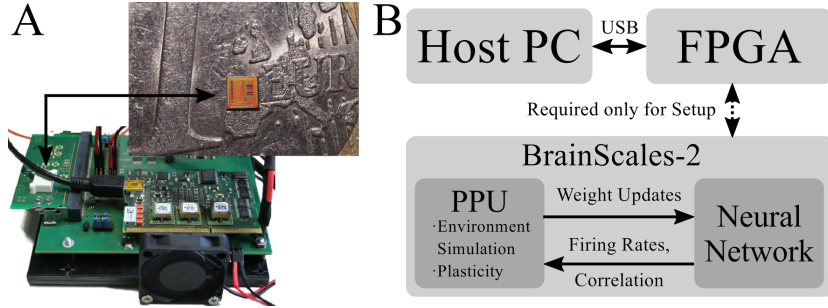 A
EUR
B
Host PC
USB
FPGA
Required only for Setup
BrainScales-2
PPU
·Environment
Simulation
·Plasticity
Weight Updates
Firing Rates,
Correlation
Neural
Network